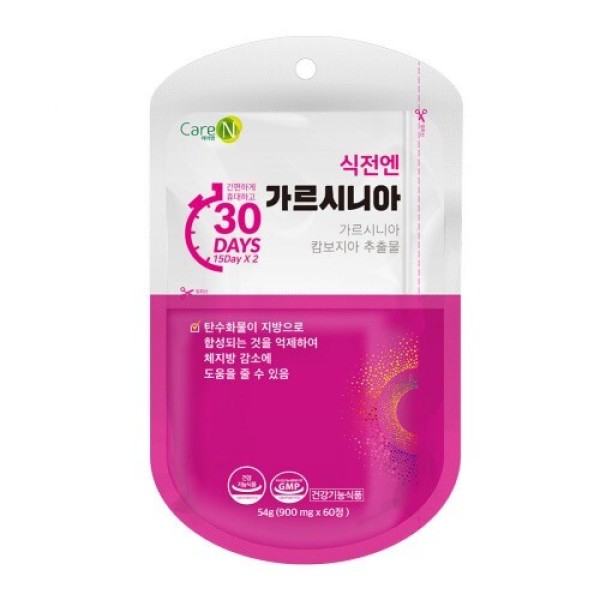 Care N
케어엔
식전엔
가르시니아
가르시니아
캄보지아 추출물
간편하게
휴대하고
30
DAYS
15Day X 2
탄수화물이 지방으로
합성되는 것을 억제하여
체지방 감소에
도움을 줄 수 있음
건강
기능식품
GMP
건강기능식품
54g (900 mg x 60정)